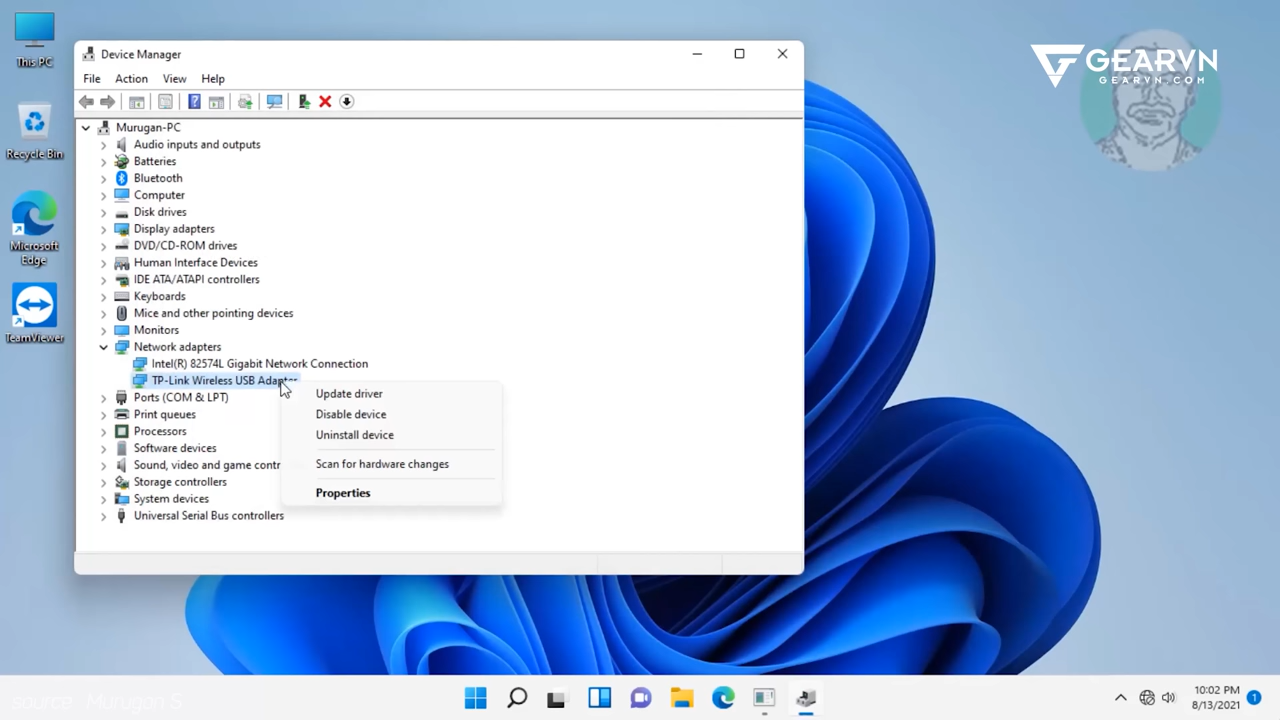 This PC
Recycle Bin
Microsoft
Edge
TeamViewer
Device Manager
File Action View Help
Murugan-PC
Audio inputs and outputs
Batteries
Bluetooth
Computer
Disk drives
Display adapters
DVD/CD-ROM drives
Human Interface Devices
IDE ATA/ATAPI controllers
Keyboards
Mice and other pointing devices
Monitors
Network adapters
Intel(R) 82574L Gigabit Network Connection
TP-Link Wireless USB Adapter
Ports (COM & LPT)
Print queues
Processors
Software devices
Sound, video and game contr
Storage controllers
System devices
Universal Serial Bus controllers
Update driver
Disable device
Uninstall device
Scan for hardware changes
Properties
GEARVN
GEARVN.COM
source: Murugan S
10:02 PM
8/13/2021
1